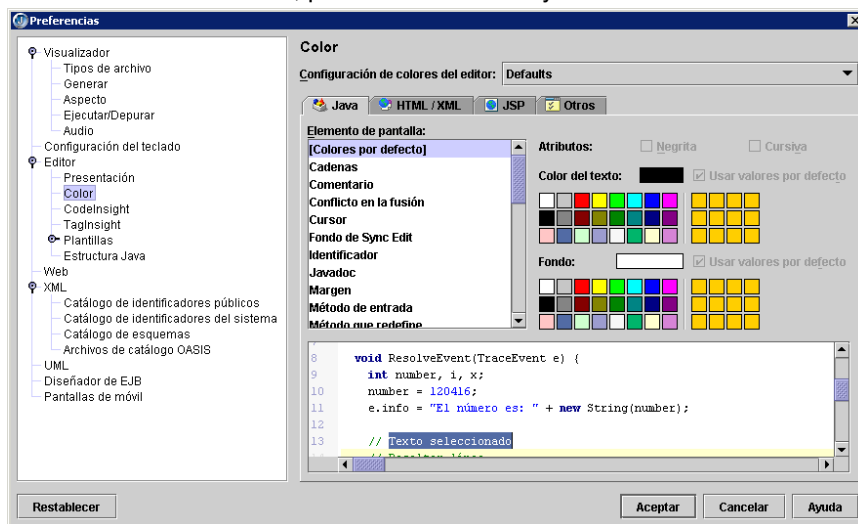 Preferencias
Visualizador
Tipos de archivo
Generar
Aspecto
Ejecutar/Depurar
Audio
Configuración del teclado
Editor
Presentación
Color
CodeInsight
TagInsight
Plantillas
Estructura Java
Web
XML
Catálogo de identificadores públicos
Catálogo de identificadores del sistema
Catálogo de esquemas
Archivos de catálogo OASIS
UML
Diseñador de EJB
Pantallas de móvil
Color
Configuración de colores del editor: Defaults
Java HTML / XML JSP Otros
Elemento de pantalla:
[Colores por defecto]
Cadenas
Comentario
Conflicto en la fusión
Cursor
Fondo de Sync Edit
Identificador
Javadoc
Margen
Método de entrada
Método que redefine
Atributos: Negrita Cursiva
Color del texto: Usar valores por defecto
Fondo: Usar valores por defecto
8 void ResolveEvent(TraceEvent e) {
9 int number, i, x;
10 number = 120416;
11 e.info = "El número es: " + new String(number);
12
13 // Texto seleccionado
// Resaltar línea
Restablecer Aceptar Cancelar Ayuda